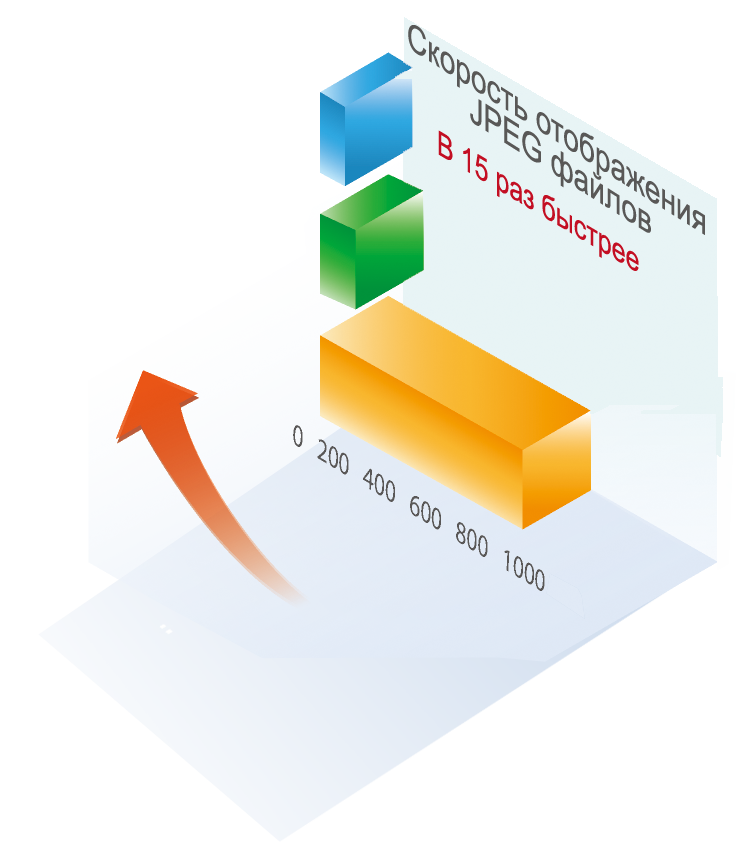 Скорость отображения
JPEG файлов
В 15 раз быстрее
0 200 400 600 800 1000